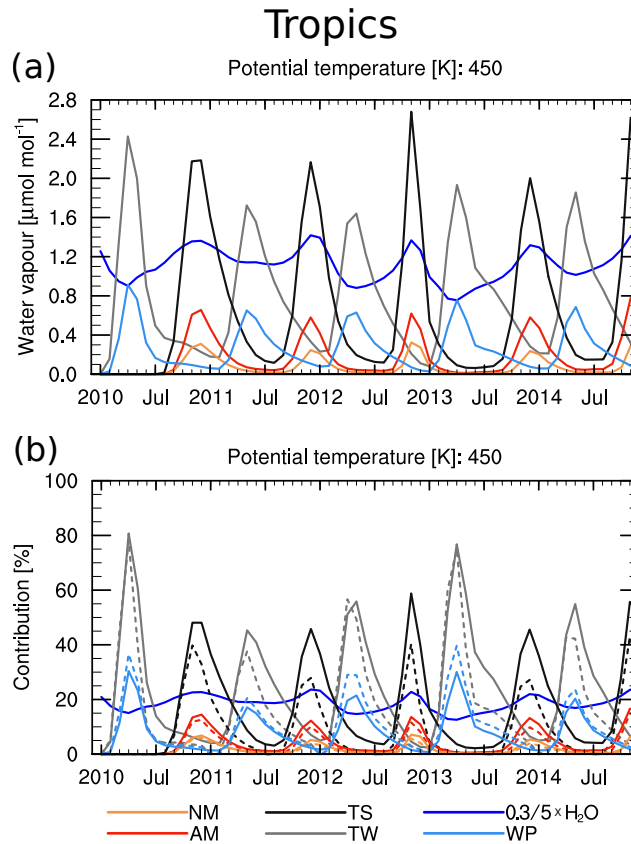 Tropics
(a)
Potential temperature [K]: 450
Water vapour [µmol mol⁻¹]
2.8
2.4
2.0
1.6
1.2
0.8
0.4
0.0
2010 Jul 2011 Jul 2012 Jul 2013 Jul 2014 Jul
(b)
Potential temperature [K]: 450
Contribution [%]
100
80
60
40
20
0
2010 Jul 2011 Jul 2012 Jul 2013 Jul 2014 Jul
NM TS 0.3/5 × H₂O
AM TW WP